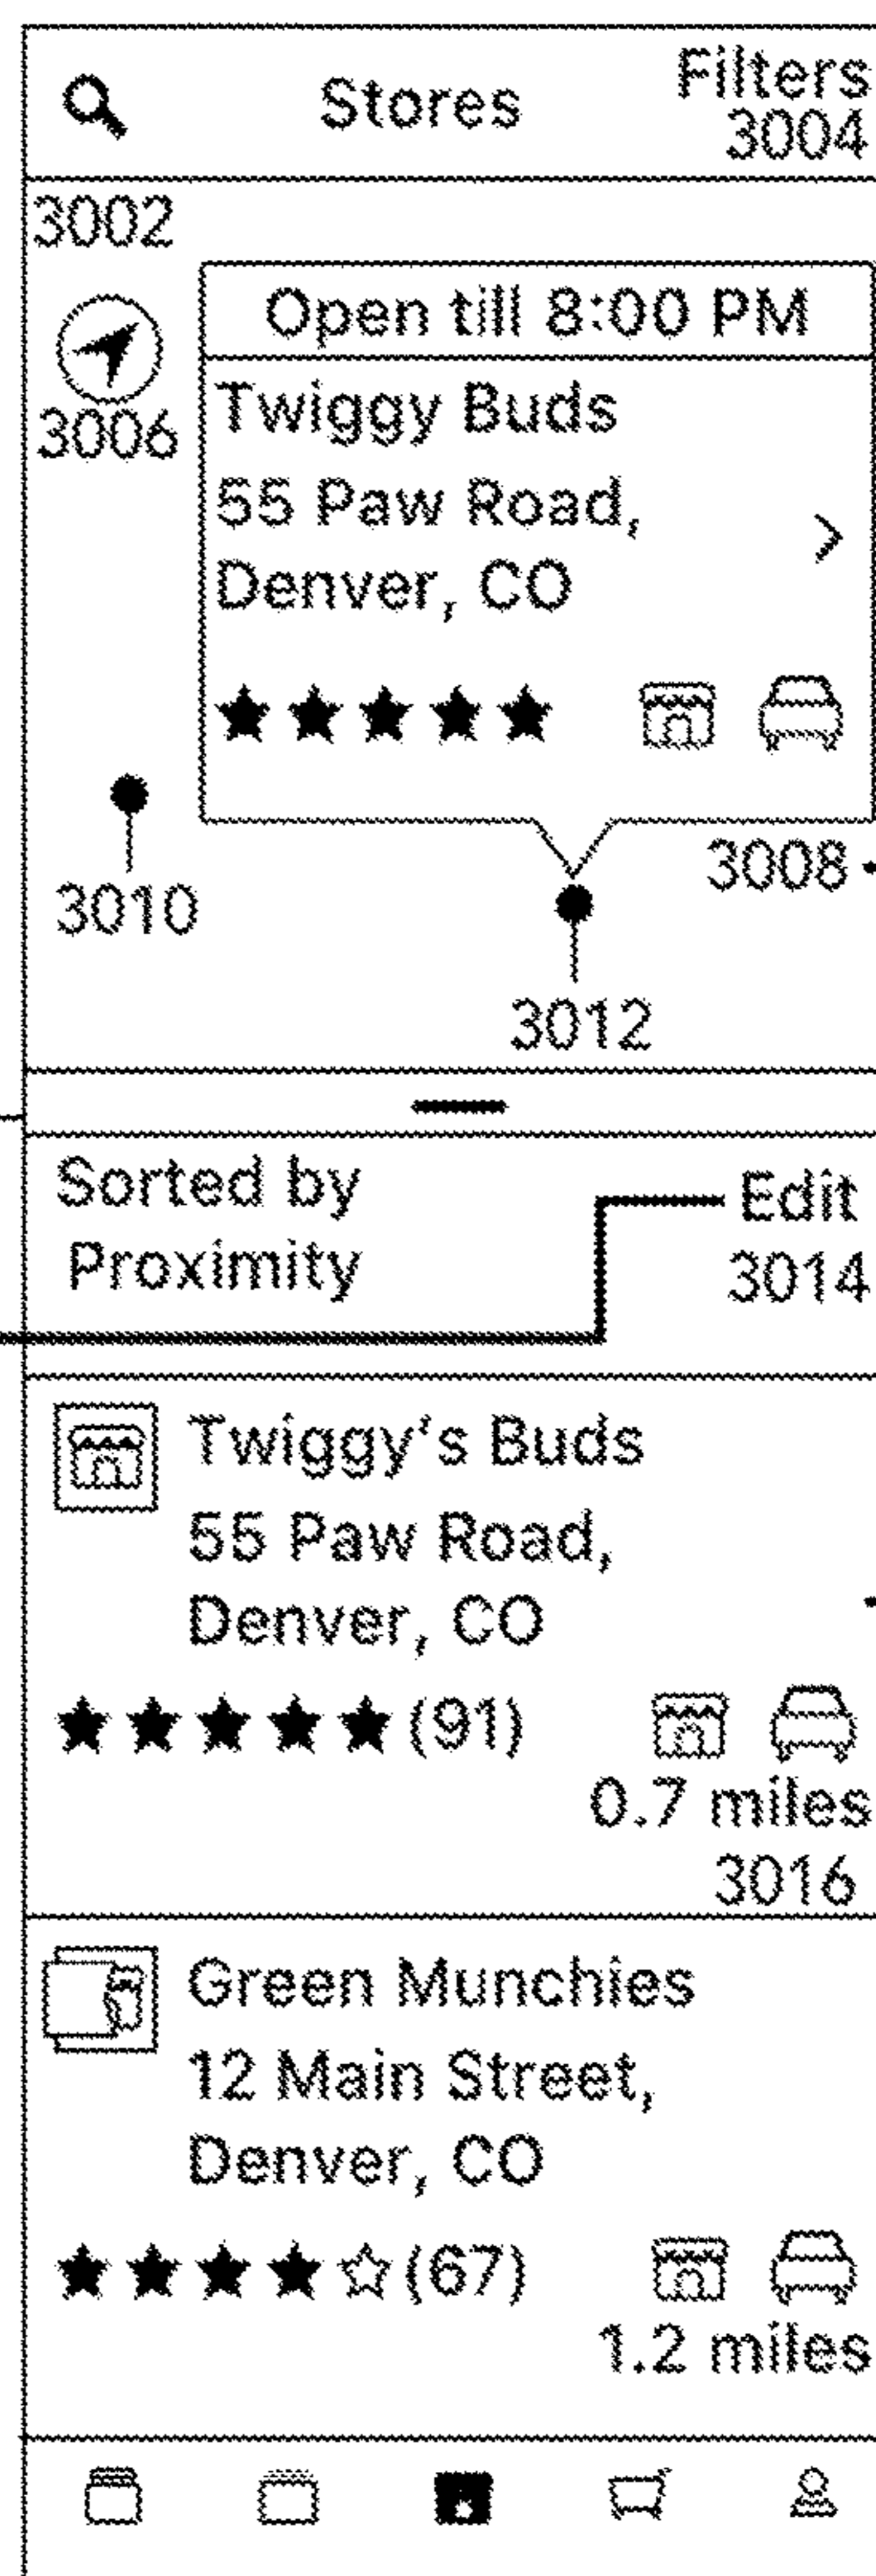 Stores
Filters
3004
3002
Open till 8:00 PM
3006
Twiggy Buds
55 Paw Road,
Denver, CO
3008
3010
3012
Sorted by
Proximity
Edit
3014
Twiggy's Buds
55 Paw Road,
Denver, CO
(91)
0.7 miles
3016
Green Munchies
12 Main Street,
Denver, CO
(67)
1.2 miles